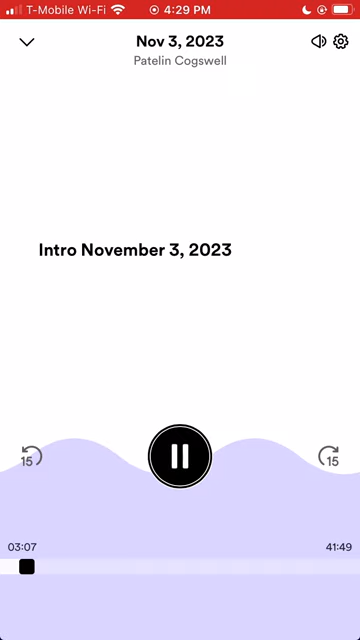 T-Mobile Wi-Fi 4:29 PM
Nov 3, 2023
Patelin Cogswell
Intro November 3, 2023
15 15
03:07 41:49